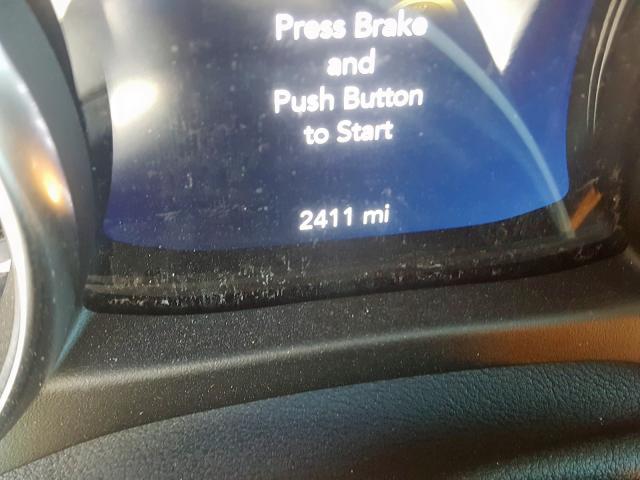 Press Brake
and
Push Button
to Start
2411 mi